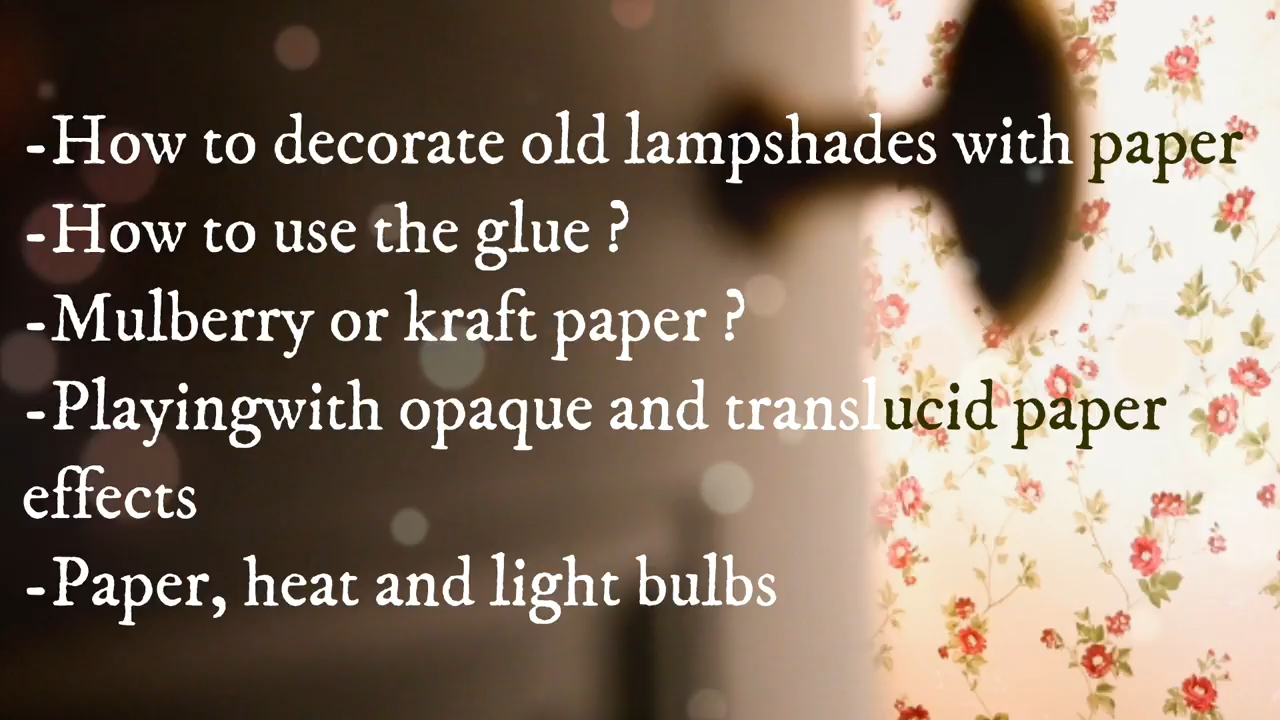 -How to decorate old lampshades with paper
-How to use the glue ?
-Mulberry or kraft paper ?
-Playingwith opaque and translucid paper
effects
-Paper, heat and light bulbs